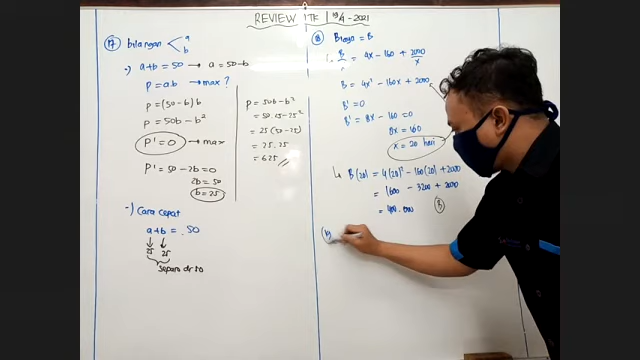 REVIEW ITK | 19/4 - 2021
17 bilangan < a
b
-) a+b = 50 → a = 50-b
P = a.b → max ?
P = (50-b) b
P = 50b - b²
P' = 0 → max
P' = 50 - 2b = 0
2b = 50
b = 25
-) Cara cepat
a+b = 50
25 25
separo dr 50
P = 50b - b²
= 50.25 - 25²
= 25 (50-25)
= 25.25
= 625
18 Biaya = B
B = 4x - 160 + 2000/x
B = 4x² - 160x + 2000
B' = 0
B' = 8x - 160 = 0
8x = 160
x = 20 hari
B(20) = 4(20)² - 160(20) + 2000
= 1600 - 3200 + 2000
= 400.000 B
19